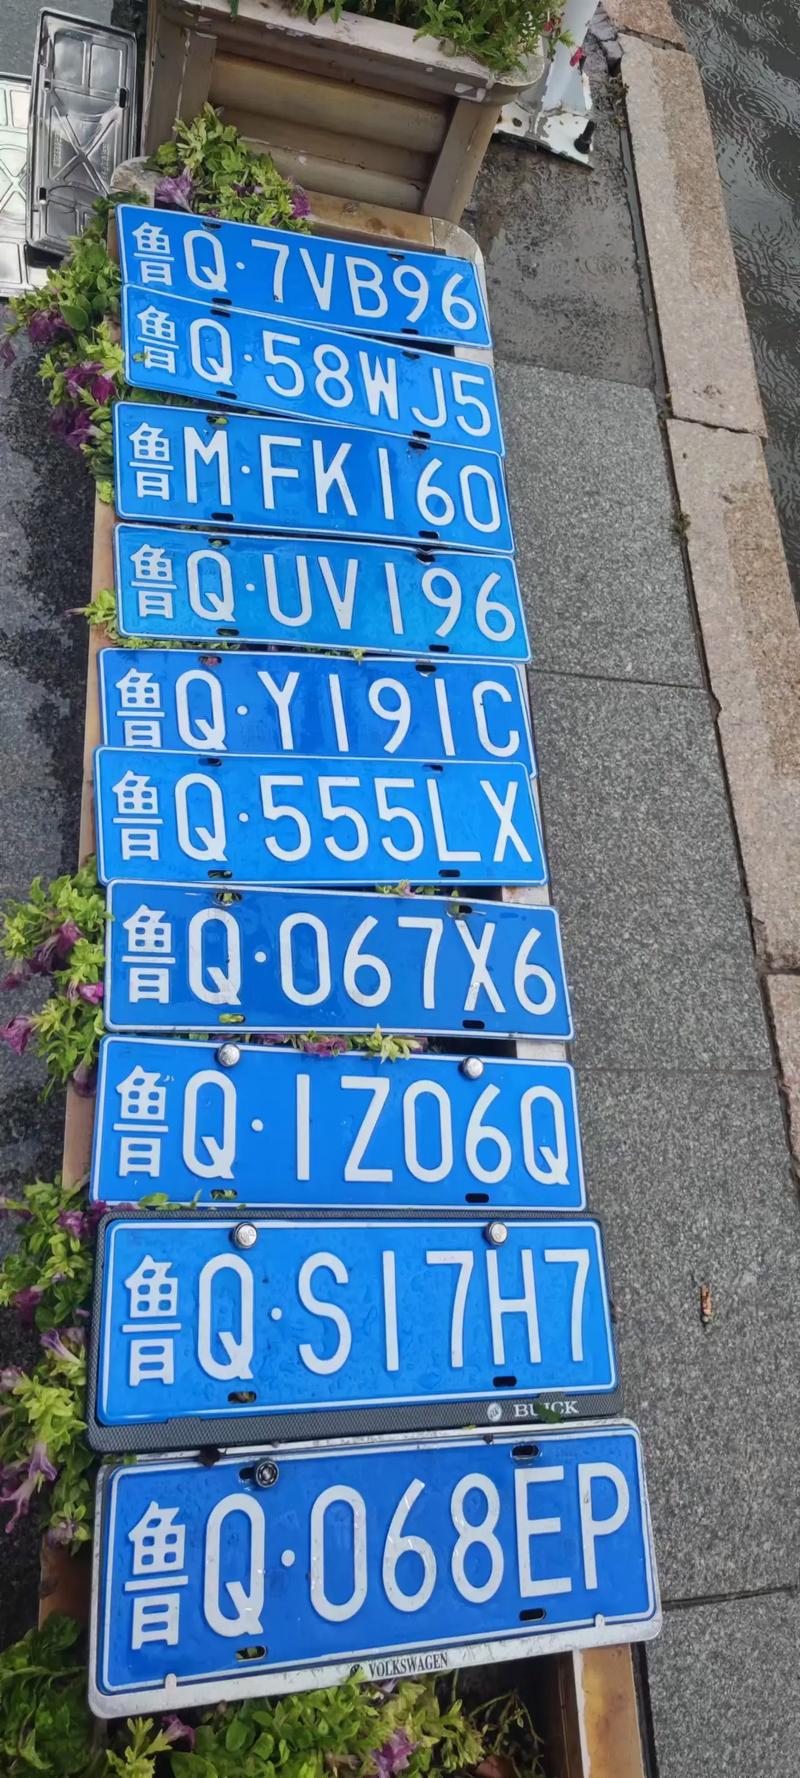 鲁Q·7VB96
鲁Q·58WJ5
鲁M·FK160
鲁Q·UV196
鲁Q·Y191C
鲁Q·555LX
鲁Q·067X6
鲁Q·1Z06Q
鲁Q·S17H7
BUICK
鲁Q·068EP
VOLKSWAGEN